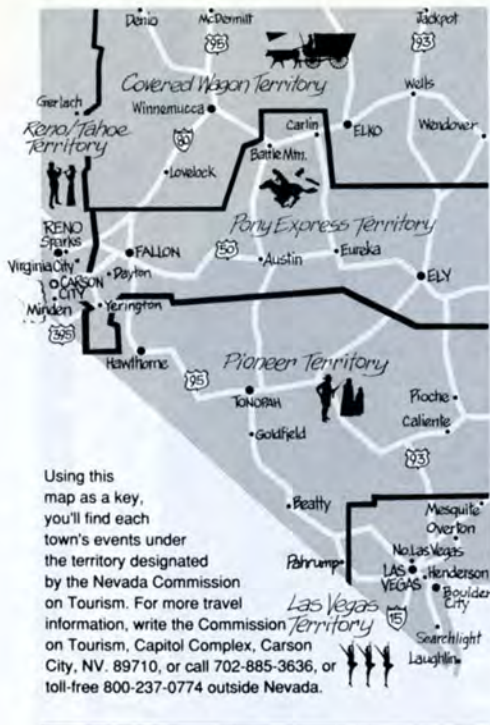 Denio
McDermitt
Jackpot
95
93
Covered Wagon Territory
Wells
Gerlach
Winnemucca
Carlin
ELKO
Wendover
Reno/Tahoe
Territory
80
Battle Mtn.
Lovelock
Pony Express Territory
RENO
Sparks
FALLON
50
Austin
Eureka
Virginia City
Dayton
ELY
CARSON
CITY
Minden
Yerington
395
Hawthorne
Pioneer Territory
95
TONOPAH
Pioche
Goldfield
Caliente
93
Using this
map as a key,
you'll find each
town's events under
the territory designated
by the Nevada Commission
on Tourism. For more travel
information, write the Commission
on Tourism, Capitol Complex, Carson
City, NV. 89710, or call 702-885-3636, or
toll-free 800-237-0774 outside Nevada.
Beatty
Mesquite
Overton
Pahrump
No. Las Vegas
LAS
VEGAS
Henderson
Boulder
City
Las Vegas
Territory
15
Searchlight
Laughlin